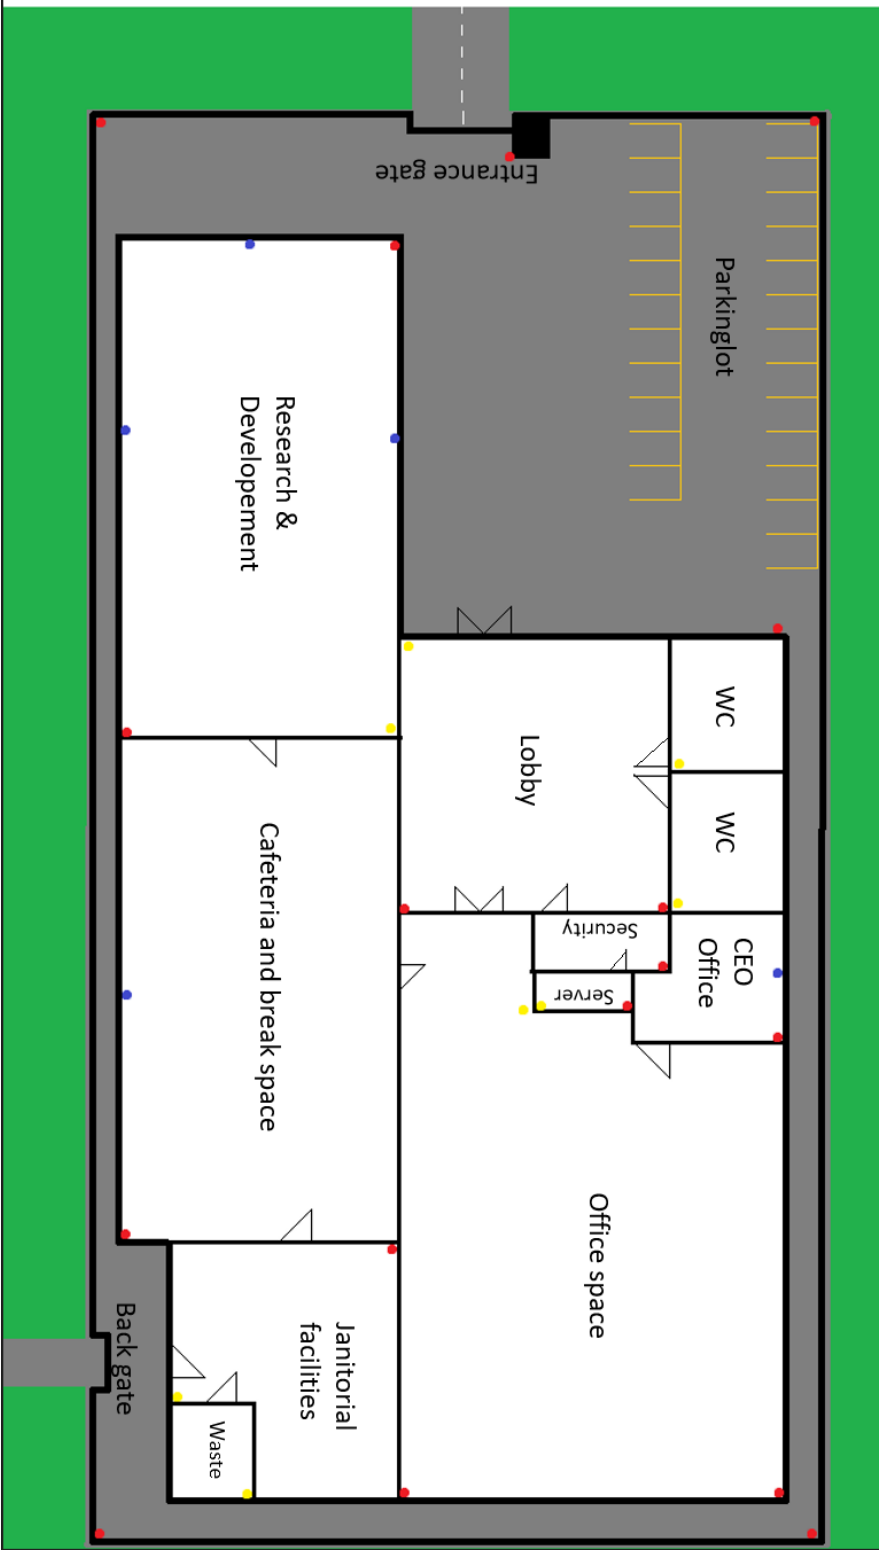 Entrance gate
Parkinglot
Research &
Developement
WC
Lobby
WC
Cafeteria and break space
Security
CEO
Office
Server
Office space
Back gate
Janitorial
facilities
Waste